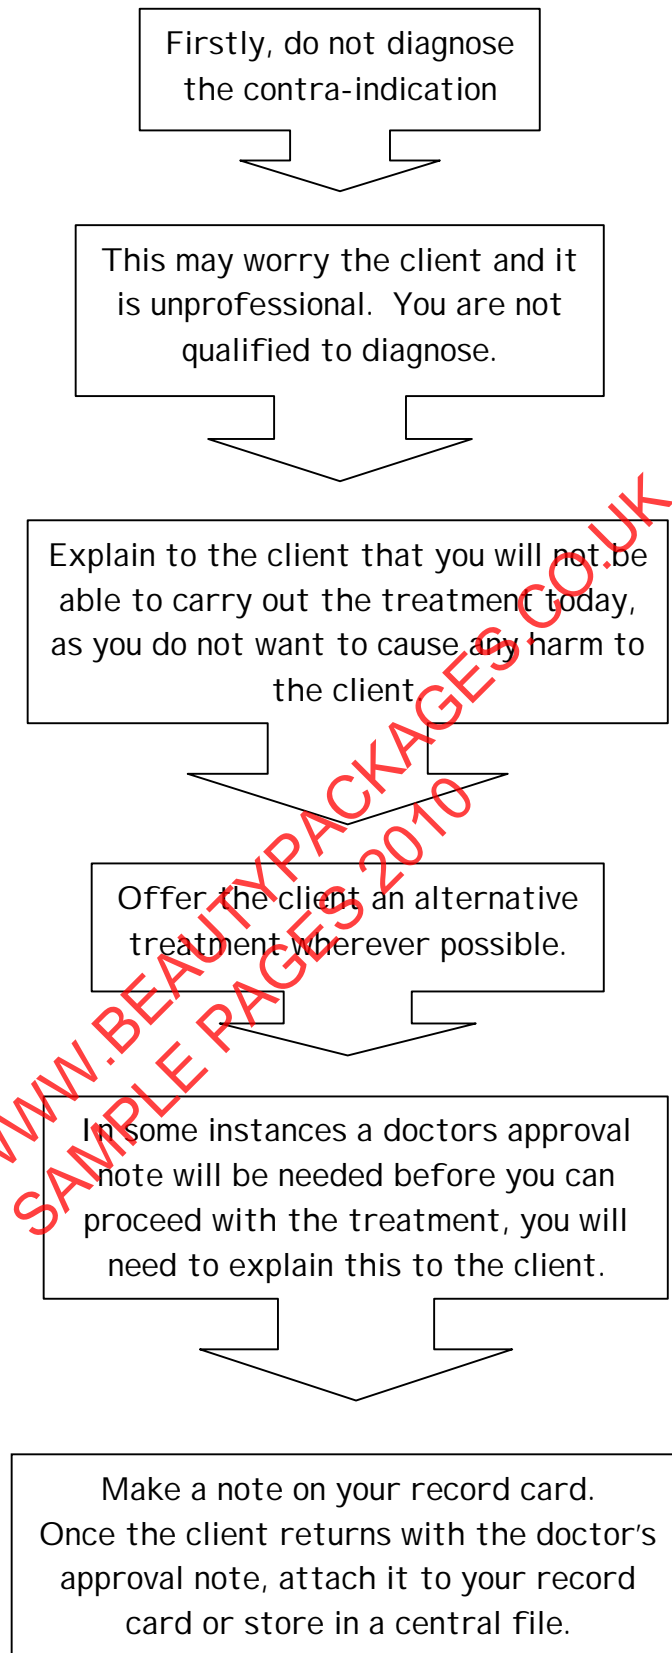 Firstly, do not diagnose
the contra-indication
This may worry the client and it
is unprofessional.  You are not
qualified to diagnose.
Explain to the client that you will not be
able to carry out the treatment today,
as you do not want to cause any harm to
the client.
Offer the client an alternative
treatment wherever possible.
In some instances a doctors approval
note will be needed before you can
proceed with the treatment, you will
need to explain this to the client.
Make a note on your record card.
Once the client returns with the doctor's
approval note, attach it to your record
card or store in a central file.
WWW.BEAUTYPACKAGES.CO.UK
SAMPLE PAGES 2010